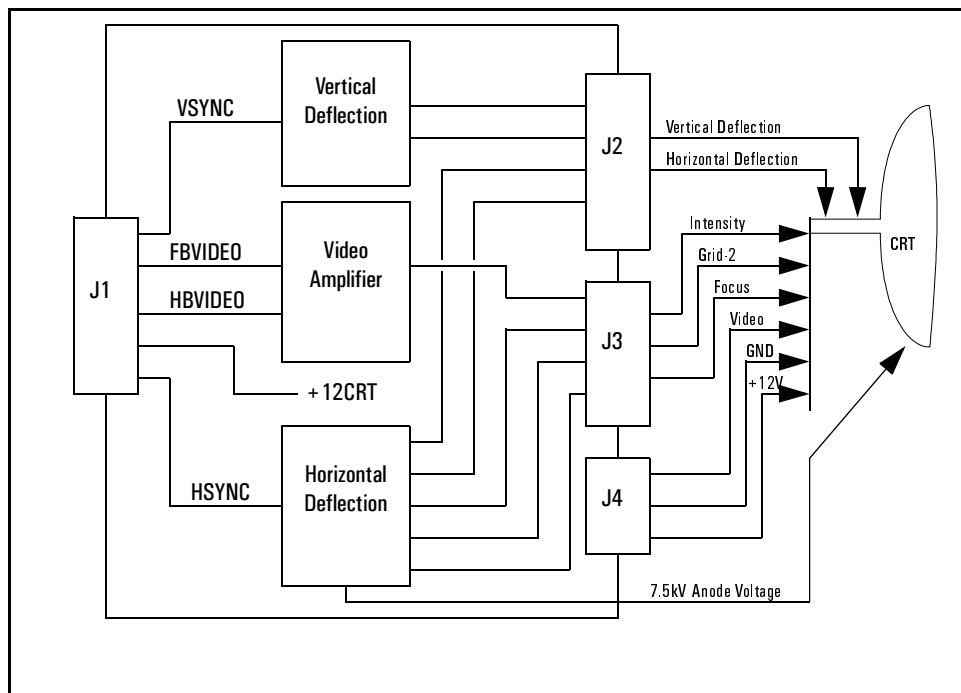 Vertical
Deflection
VSYNC
J2
Vertical Deflection
Horizontal Deflection
J1
FBVIDEO
HBVIDEO
Video
Amplifier
Intensity
Grid-2
Focus
Video
GND
+12V
CRT
J3
+12CRT
HSYNC
Horizontal
Deflection
J4
7.5kV Anode Voltage